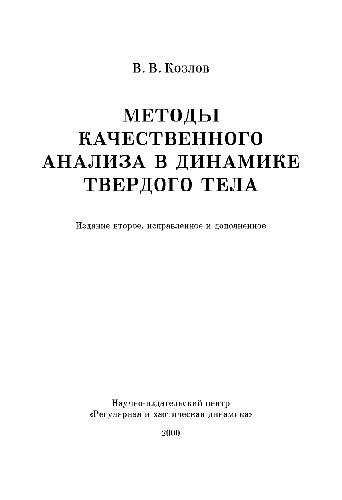 В. В. Козлов
МЕТОДЫ
КАЧЕСТВЕННОГО
АНАЛИЗА В ДИНАМИКЕ
ТВЕРДОГО ТЕЛА
Издание второе, исправленное и дополненное
Научно-издательский центр
«Регулярная и хаотическая динамика»
2000